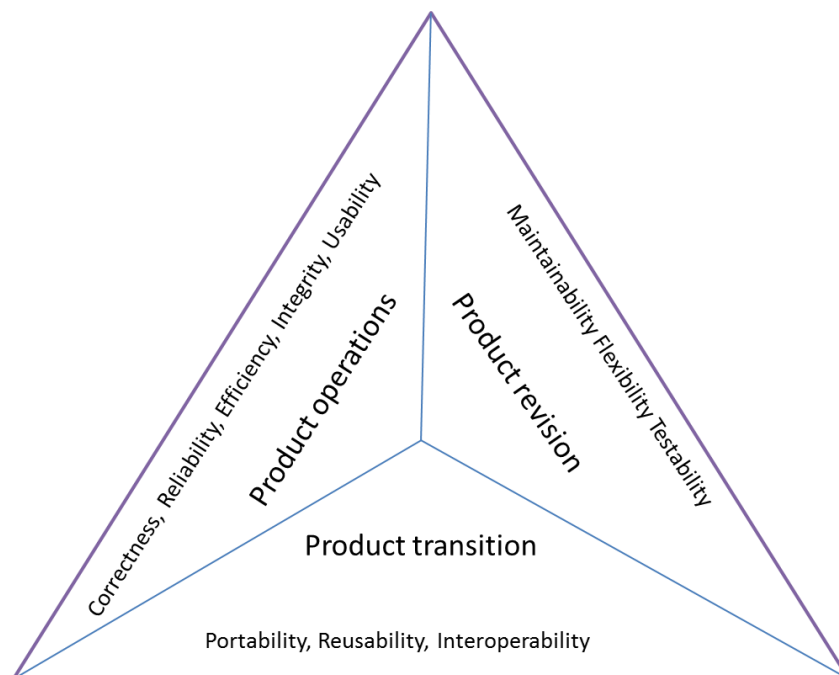 Correctness, Reliability, Efficiency, Integrity, Usability
Product operations
Maintainability Flexibility Testability
Product revision
Product transition
Portability, Reusability, Interoperability